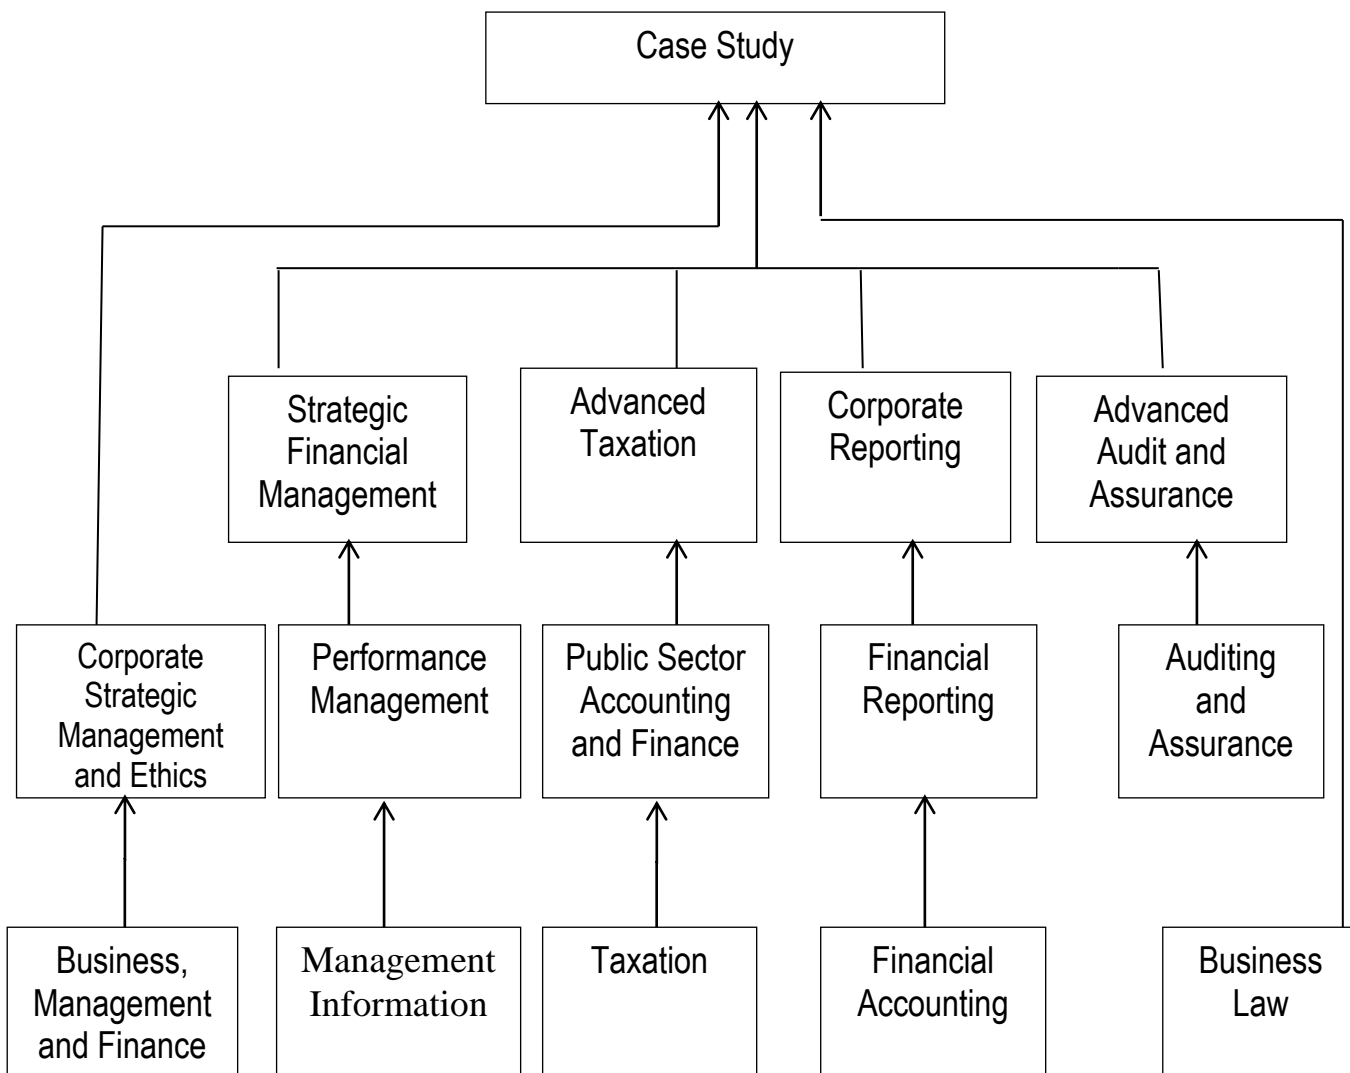 Case Study
Strategic
Financial
Management
Advanced
Taxation
Corporate
Reporting
Advanced
Audit and
Assurance
Corporate
Strategic
Management
and Ethics
Performance
Management
Public Sector
Accounting
and Finance
Financial
Reporting
Auditing
and
Assurance
Business,
Management
and Finance
Management
Information
Taxation
Financial
Accounting
Business
Law